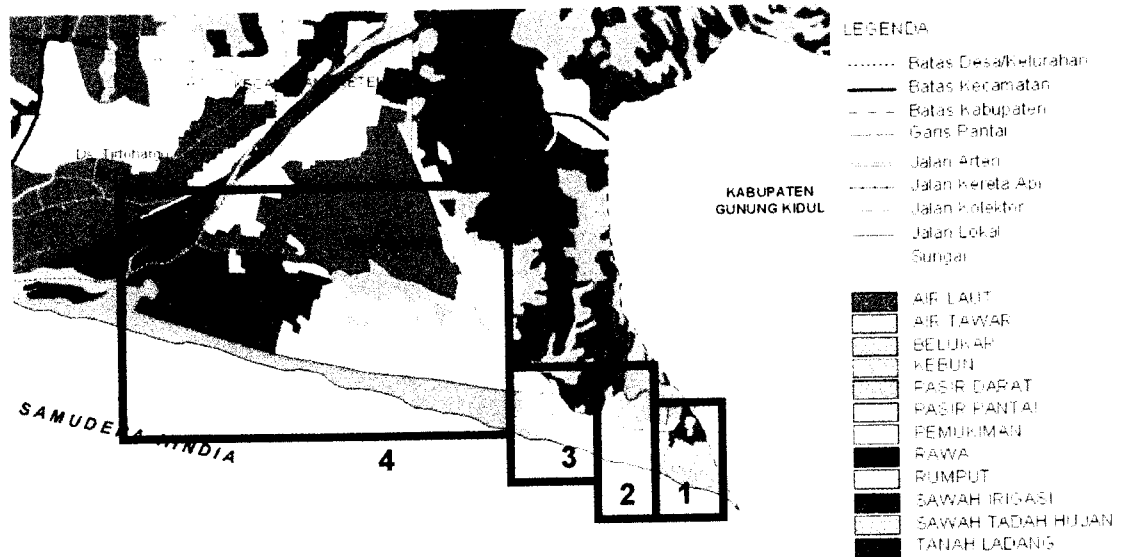 LEGENDA
Batas Desa/Kelurahan
Batas Kecamatan
Batas Kabupaten
Garis Pantai
Jalan Arteri
Jalan Kereta Api
Jalan Kolektor
Jalan Lokal
Sungai
AIR LAUT
AIR TAWAR
BELUKAR
KEBUN
PASIR DARAT
PASIR PANTAI
PEMUKIMAN
RAWA
RUMPUT
SAWAH IRIGASI
SAWAH TADAH HUJAN
TANAH LADANG
KABUPATEN
GUNUNG KIDUL
SAMUDERA HINDIA
4
3
2
1